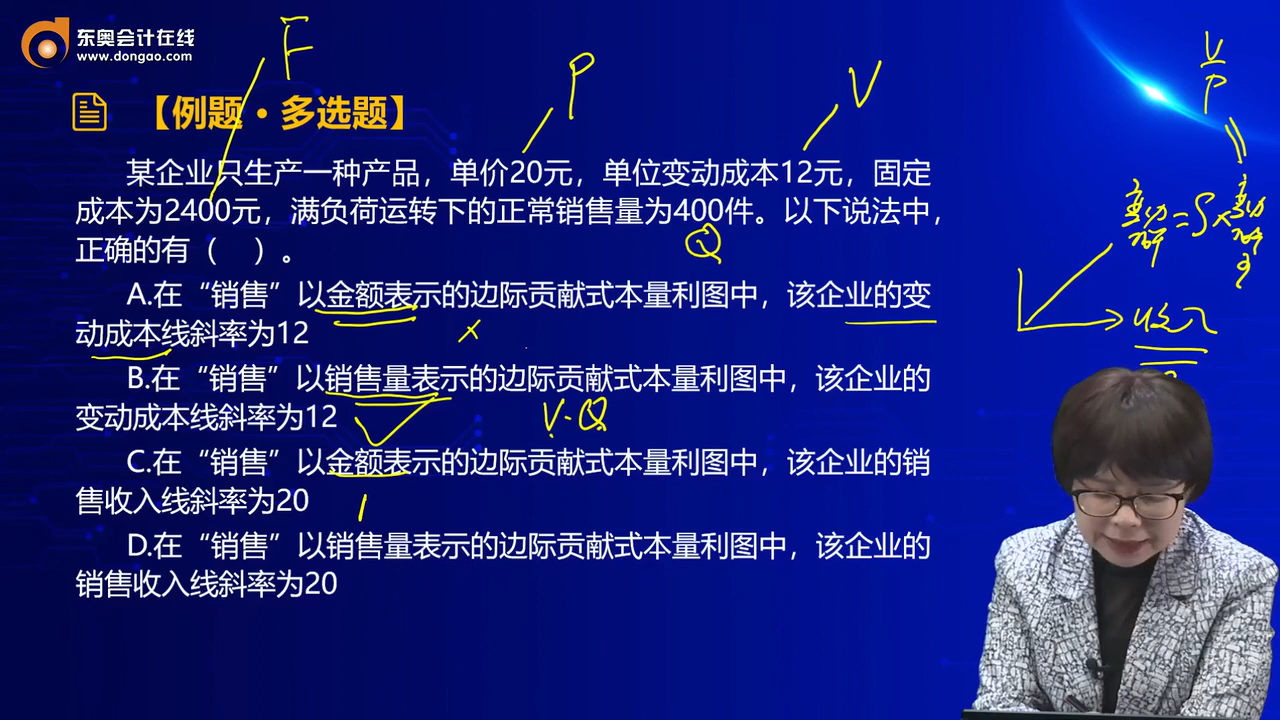 东奥会计在线
www.dongao.com
F
P
V
V
P
【例题·多选题】
某企业只生产一种产品，单价20元，单位变动成本12元，固定
成本为2400元，满负荷运转下的正常销售量为400件。以下说法中，
正确的有（ ）。
Q
A.在“销售”以金额表示的边际贡献式本量利图中，该企业的变
动成本线斜率为12
收入
B.在“销售”以销售量表示的边际贡献式本量利图中，该企业的
变动成本线斜率为12
V·Q
C.在“销售”以金额表示的边际贡献式本量利图中，该企业的销
售收入线斜率为20
1
D.在“销售”以销售量表示的边际贡献式本量利图中，该企业的
销售收入线斜率为20